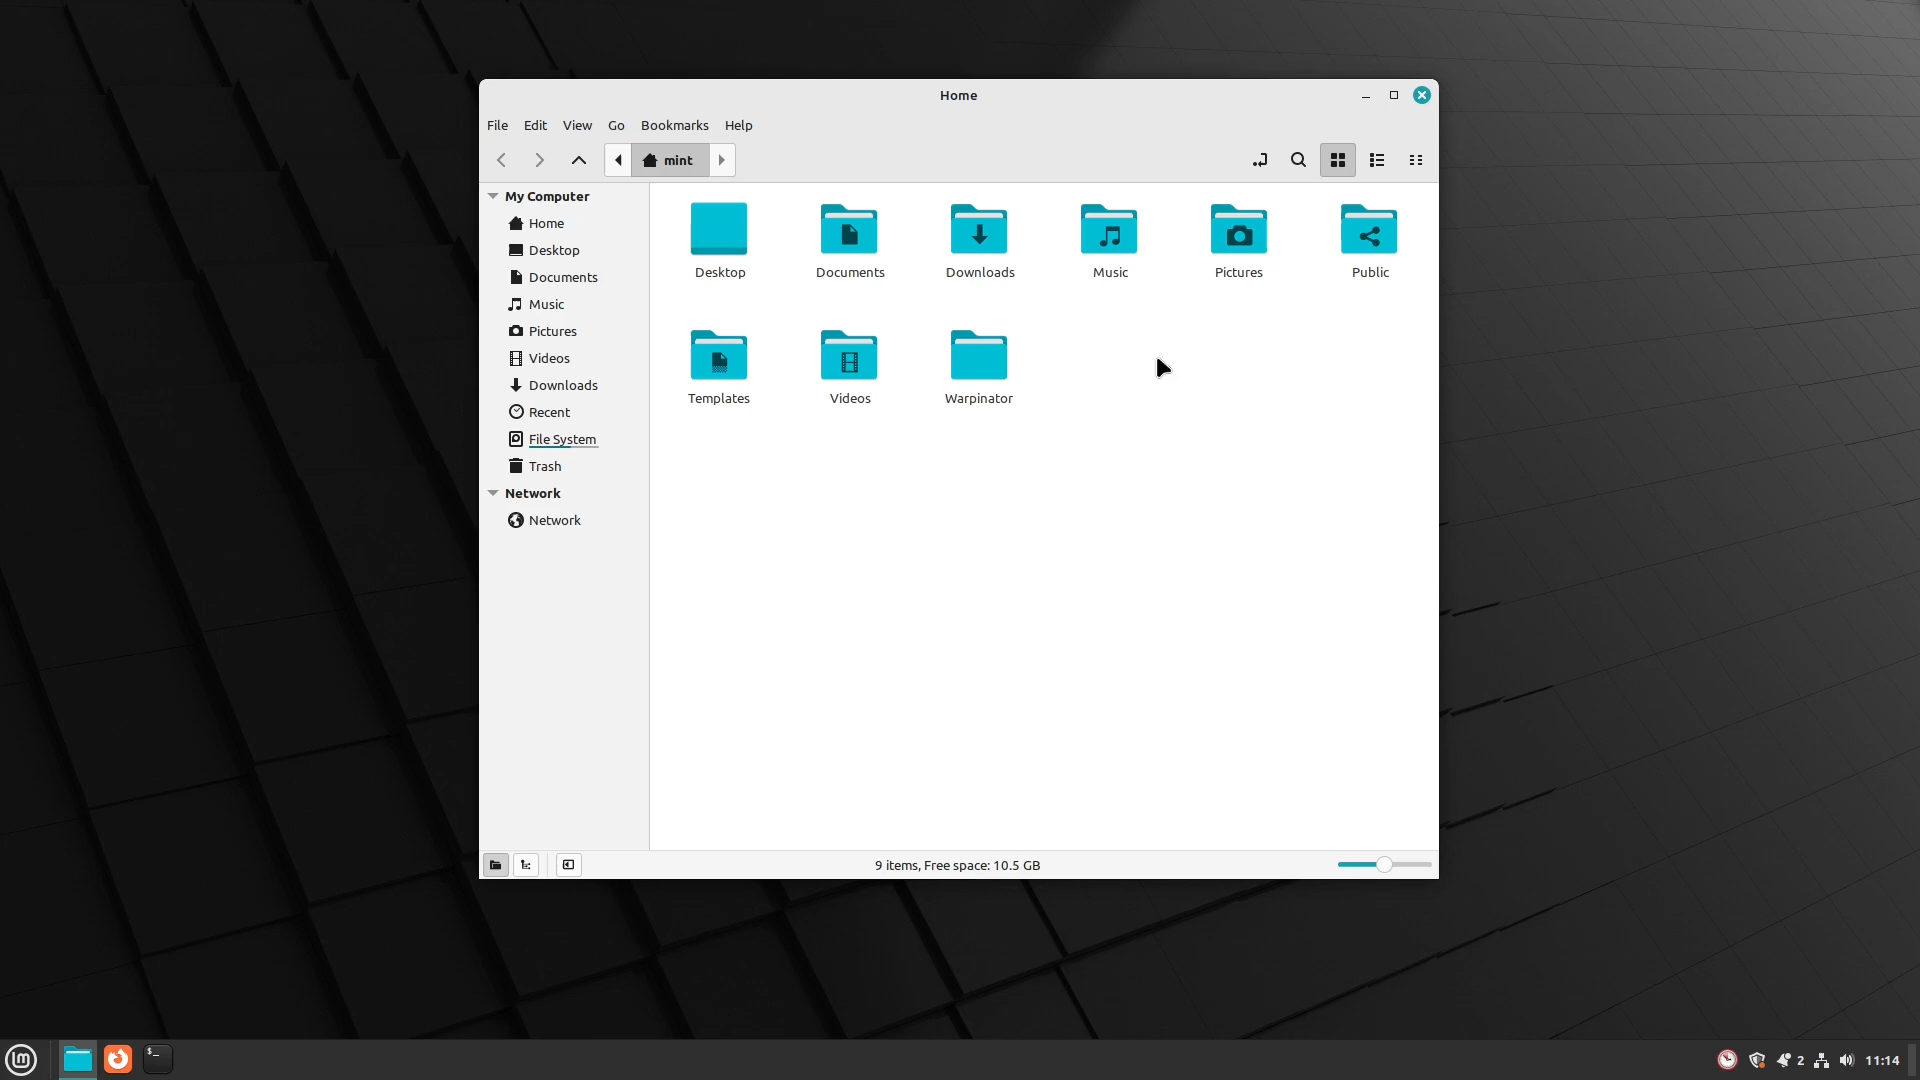 Home
File Edit View Go Bookmarks Help
mint
My Computer
Home
Desktop
Documents
Music
Pictures
Videos
Downloads
Recent
File System
Trash
Network
Network
Desktop Documents Downloads Music Pictures Public
Templates Videos Warpinator
9 items, Free space: 10.5 GB
lm $_ 2 11:14